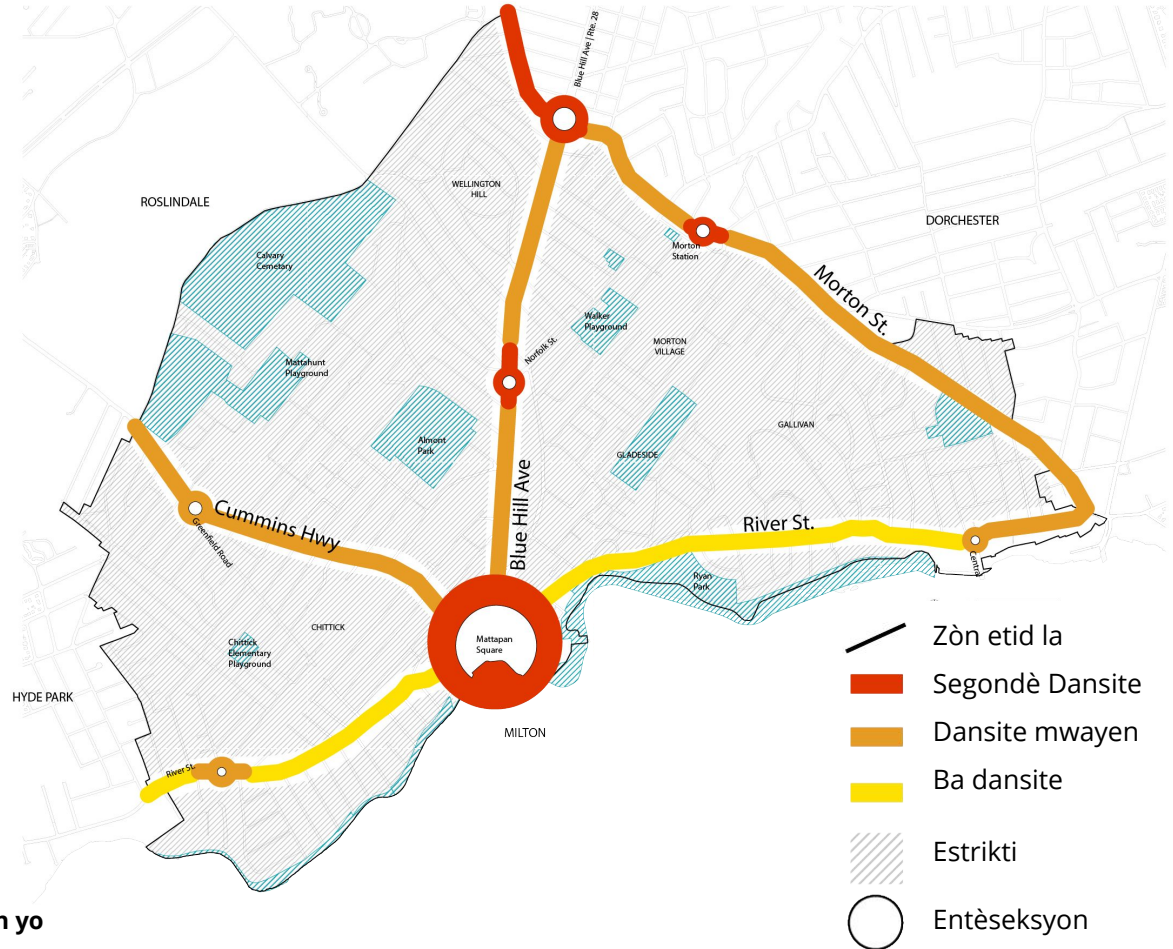 Blue Hill Ave | Rte. 28
WELLINGTON
HILL
ROSLINDALE
DORCHESTER
Calvary
Cemetary
Morton
Station
Morton St.
Walker
Playground
Norfolk St.
MORTON
VILLAGE
Mattahunt
Playground
Almont
Park
GALLIVAN
GLADESIDE
Blue Hill Ave
Cummins Hwy
Greenfield Road
River St.
Central
Ryan
Park
CHITTICK
Chittick
Elementary
Playground
Mattapan
Square
HYDE PARK
MILTON
River St.
Zòn etid la
Segondè Dansite
Dansite mwayen
Ba dansite
Estrikti
Entèseksyon
yo